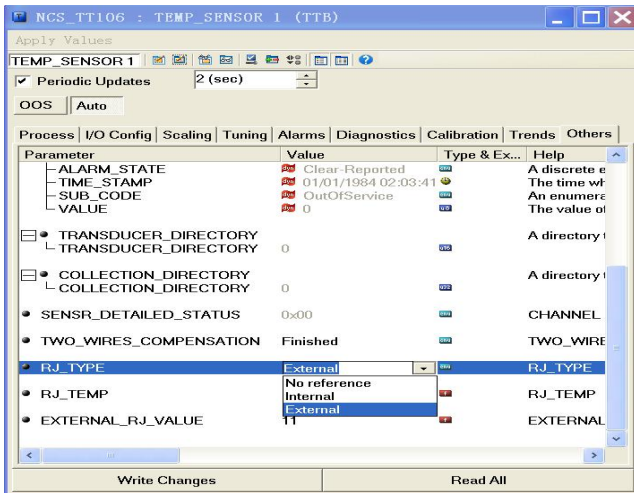 NCS_TT106 : TEMP_SENSOR 1 (TTB)
Apply Values
TEMP_SENSOR 1
Periodic Updates 2 (sec)
OOS Auto
Process I/O Config Scaling Tuning Alarms Diagnostics Calibration Trends Others
Parameter Value Type & Ex... Help
ALARM_STATE Clear-Reported A discrete e
TIME_STAMP 01/01/1984 02:03:41 The time wh
SUB_CODE OutOfService An enumera
VALUE 0 The value of
TRANSDUCER_DIRECTORY A directory t
TRANSDUCER_DIRECTORY 0
COLLECTION_DIRECTORY A directory t
COLLECTION_DIRECTORY 0
SENSR_DETAILED_STATUS 0x00 CHANNEL
TWO_WIRES_COMPENSATION Finished TWO_WIRE
RJ_TYPE External RJ_TYPE
No reference
Internal
RJ_TEMP RJ_TEMP
External
EXTERNAL_RJ_VALUE 11 EXTERNAL
Write Changes Read All